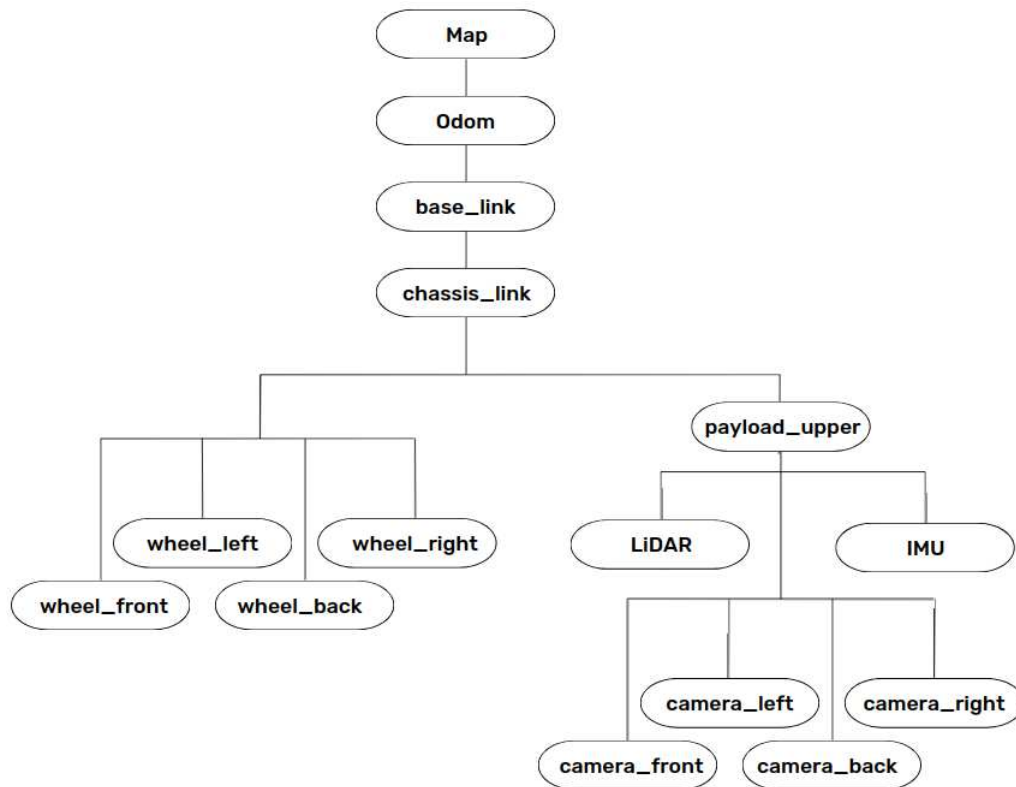 Map
Odom
base_link
chassis_link
payload_upper
wheel_left
wheel_right
LiDAR
IMU
wheel_front
wheel_back
camera_left
camera_right
camera_front
camera_back